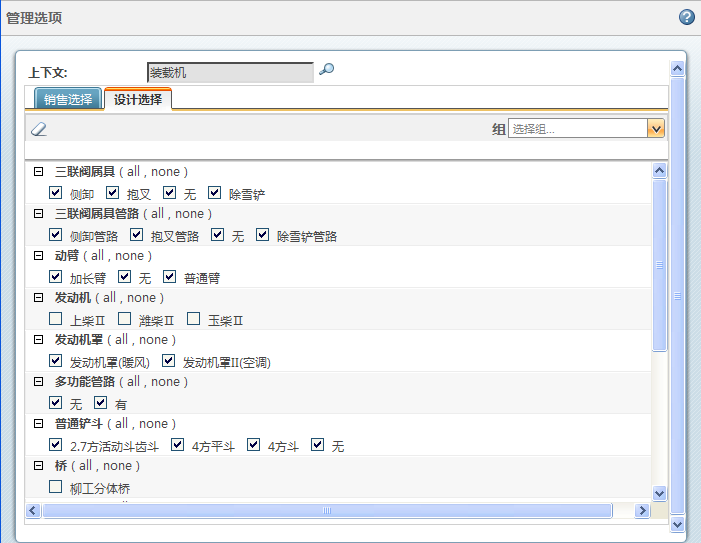 管理选项
上下文: 装载机
销售选择 设计选择
组 选择组...
三联阀属具 ( all , none )
侧卸 抱叉 无 除雪铲
三联阀属具管路 ( all , none )
侧卸管路 抱叉管路 无 除雪铲管路
动臂 ( all , none )
加长臂 无 普通臂
发动机 ( all , none )
上柴II 潍柴II 玉柴II
发动机罩 ( all , none )
发动机罩(暖风) 发动机罩II(空调)
多功能管路 ( all , none )
无 有
普通铲斗 ( all , none )
2.7方活动斗齿斗 4方平斗 4方斗 无
桥 (all , none )
柳工分体桥